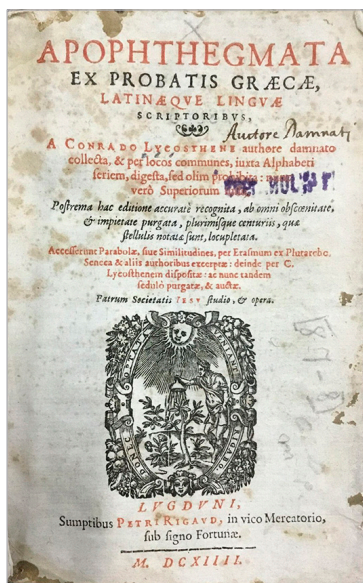 APOPHTHEGMATA
EX PROBATIS GRÆCÆ,
LATINÆQVE LINGVÆ
SCRIPTORIBVS,
Autore Damnati
A CONRADO LYCOSTHENE authore damnato
collecta, & per locos communes, iuxta Alphabeti
seriem, digesta, sed olim prohibita:
verò Superiorum
Postrema hac editione accuratè recognita, ab omni obscœnitate,
& impietate purgata, plurimisque centuriis, quæ
stellulis notatæ sunt, locupletata.
Accesserunt Parabolæ, siue Similitudines, per Erasmum ex Plutarcho,
Seneca & aliis authoribus excerptæ: deinde per C.
Lycosthenem dispositæ: ac nunc tandem
sedulò purgatæ, & auctæ.
Patrum Societatis IESV studio, & opera.
LVGDVNI,
Sumptibus PETRI RIGAVD, in vico Mercatorio,
sub signo Fortunæ.
M. DCXIIII.